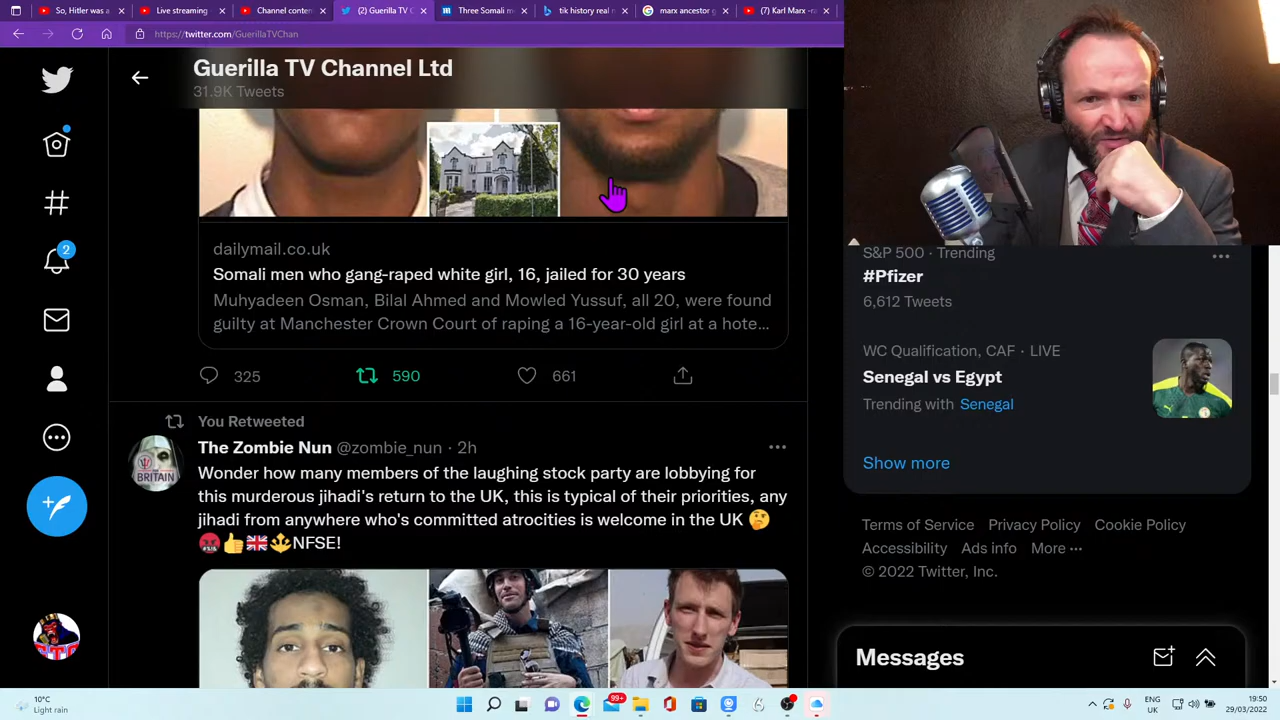 So, Hitler was a
Live streaming
Channel conten
(2) Guerilla TV C
Three Somali m
tik history real n
marx ancestor g
(7) Karl Marx -ra
https://twitter.com/GuerillaTVChan
Guerilla TV Channel Ltd
31.9K Tweets
dailymail.co.uk
Somali men who gang-raped white girl, 16, jailed for 30 years
Muhyadeen Osman, Bilal Ahmed and Mowled Yussuf, all 20, were found
guilty at Manchester Crown Court of raping a 16-year-old girl at a hote...
325
590
661
You Retweeted
The Zombie Nun @zombie_nun · 2h
Wonder how many members of the laughing stock party are lobbying for
this murderous jihadi's return to the UK, this is typical of their priorities, any
jihadi from anywhere who's committed atrocities is welcome in the UK 🤔
🤬👍🇬🇧🔱NFSE!
BRITAIN
2
S&P 500 · Trending
#Pfizer
6,612 Tweets
WC Qualification, CAF · LIVE
Senegal vs Egypt
Trending with Senegal
Show more
Terms of Service Privacy Policy Cookie Policy
Accessibility Ads info More ···
© 2022 Twitter, Inc.
Messages
10°C
Light rain
99+
ENG
UK
19:50
29/03/2022